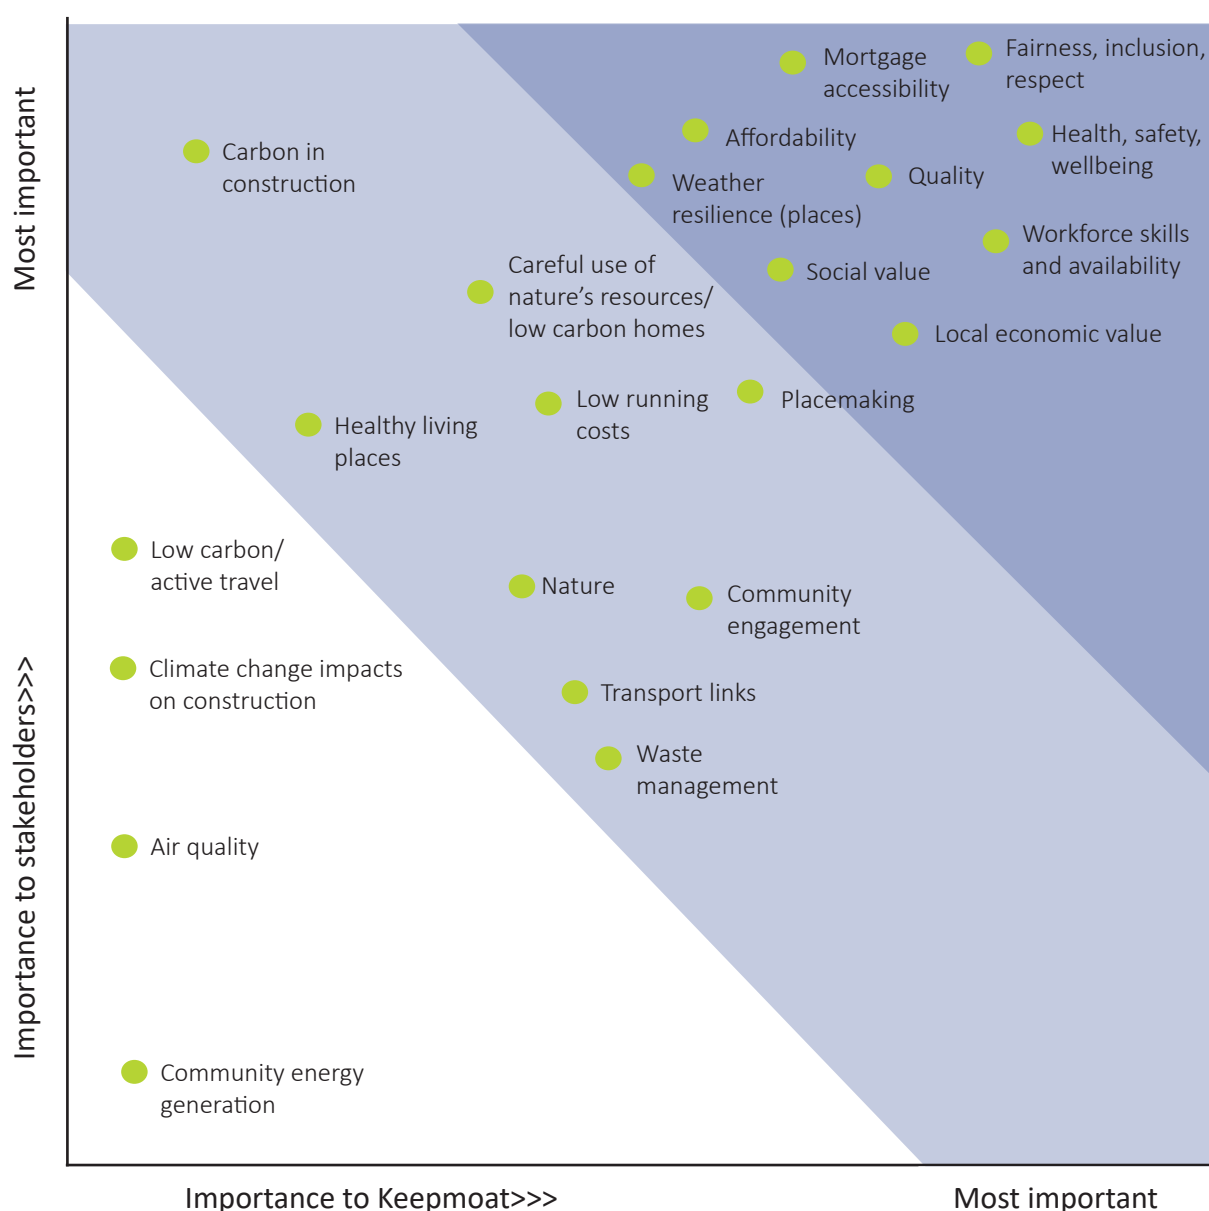 Most important
Importance to stakeholders>>>
Mortgage
accessibility
Fairness, inclusion,
respect
Affordability
Health, safety,
wellbeing
Carbon in
construction
Weather
resilience (places)
Quality
Workforce skills
and availability
Careful use of
nature’s resources/
low carbon homes
Social value
Local economic value
Low running
costs
Placemaking
Healthy living
places
Low carbon/
active travel
Nature
Community
engagement
Climate change impacts
on construction
Transport links
Waste
management
Air quality
Community energy
generation
Importance to Keepmoat>>>
Most important